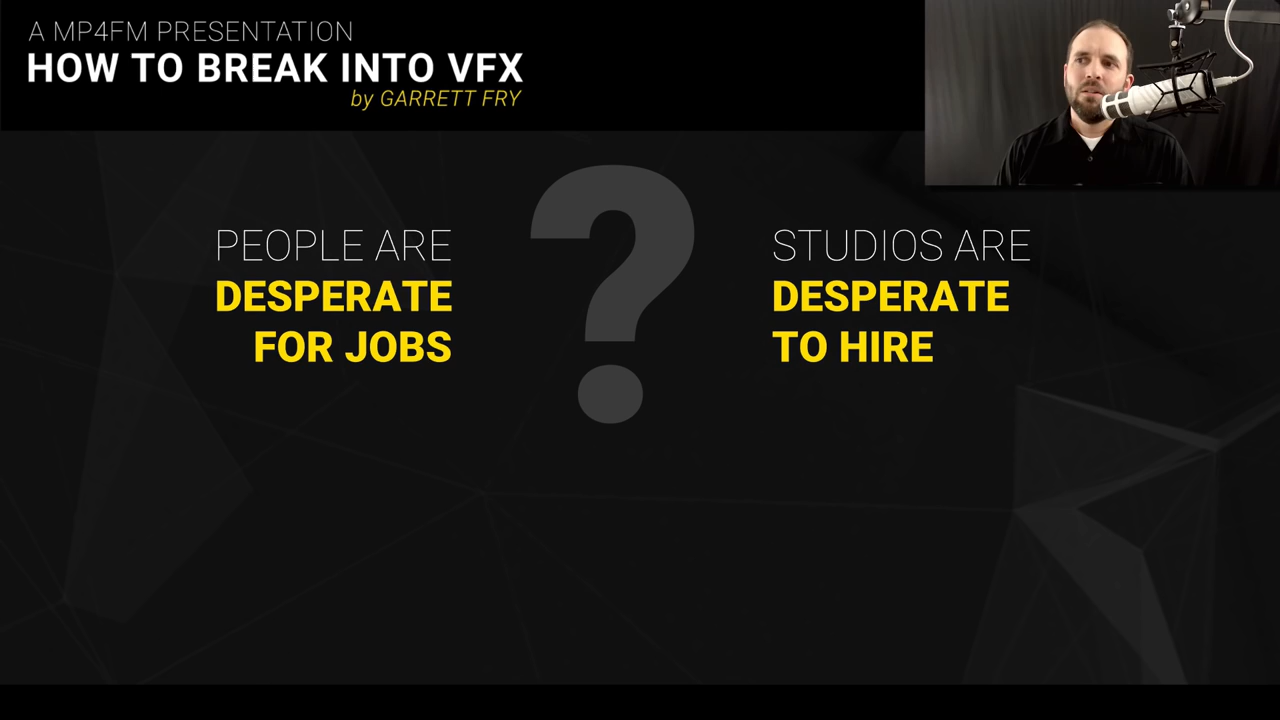 A MP4FM PRESENTATION
HOW TO BREAK INTO VFX
by GARRETT FRY
PEOPLE ARE
DESPERATE
FOR JOBS
?
STUDIOS ARE
DESPERATE
TO HIRE